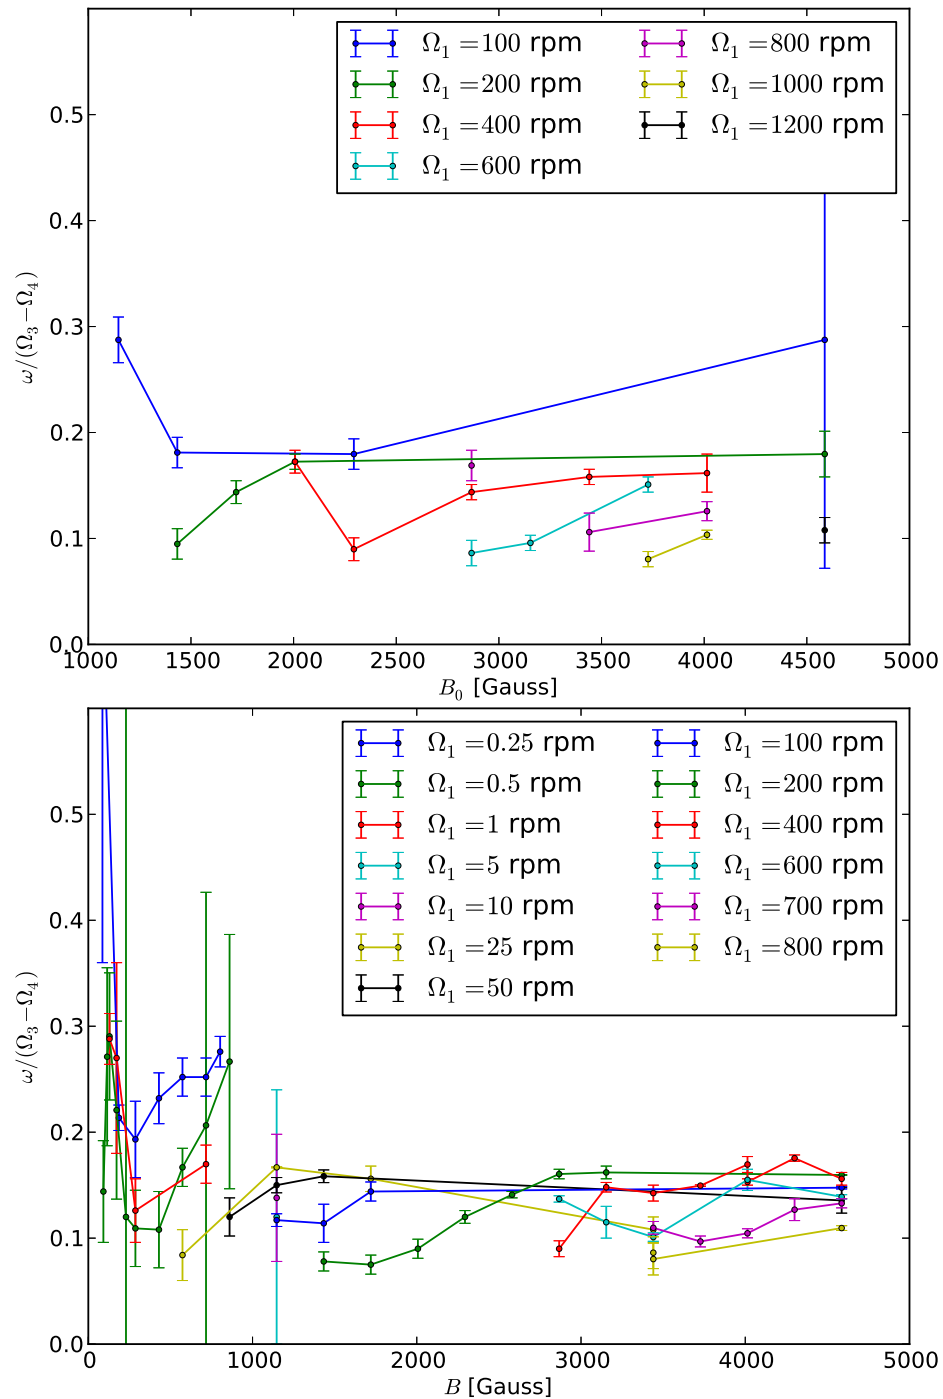 Ω₁ =100 rpm
Ω₁ =200 rpm
Ω₁ =400 rpm
Ω₁ =600 rpm
Ω₁ =800 rpm
Ω₁ =1000 rpm
Ω₁ =1200 rpm
0.5
0.4
0.3
0.2
0.1
0.0
ω/(Ω₃−Ω₄)
1000 1500 2000 2500 3000 3500 4000 4500 5000
B₀ [Gauss]
Ω₁ =0.25 rpm
Ω₁ =0.5 rpm
Ω₁ =1 rpm
Ω₁ =5 rpm
Ω₁ =10 rpm
Ω₁ =25 rpm
Ω₁ =50 rpm
Ω₁ =100 rpm
Ω₁ =200 rpm
Ω₁ =400 rpm
Ω₁ =600 rpm
Ω₁ =700 rpm
Ω₁ =800 rpm
0.5
0.4
0.3
0.2
0.1
0.0
ω/(Ω₃−Ω₄)
0 1000 2000 3000 4000 5000
B [Gauss]